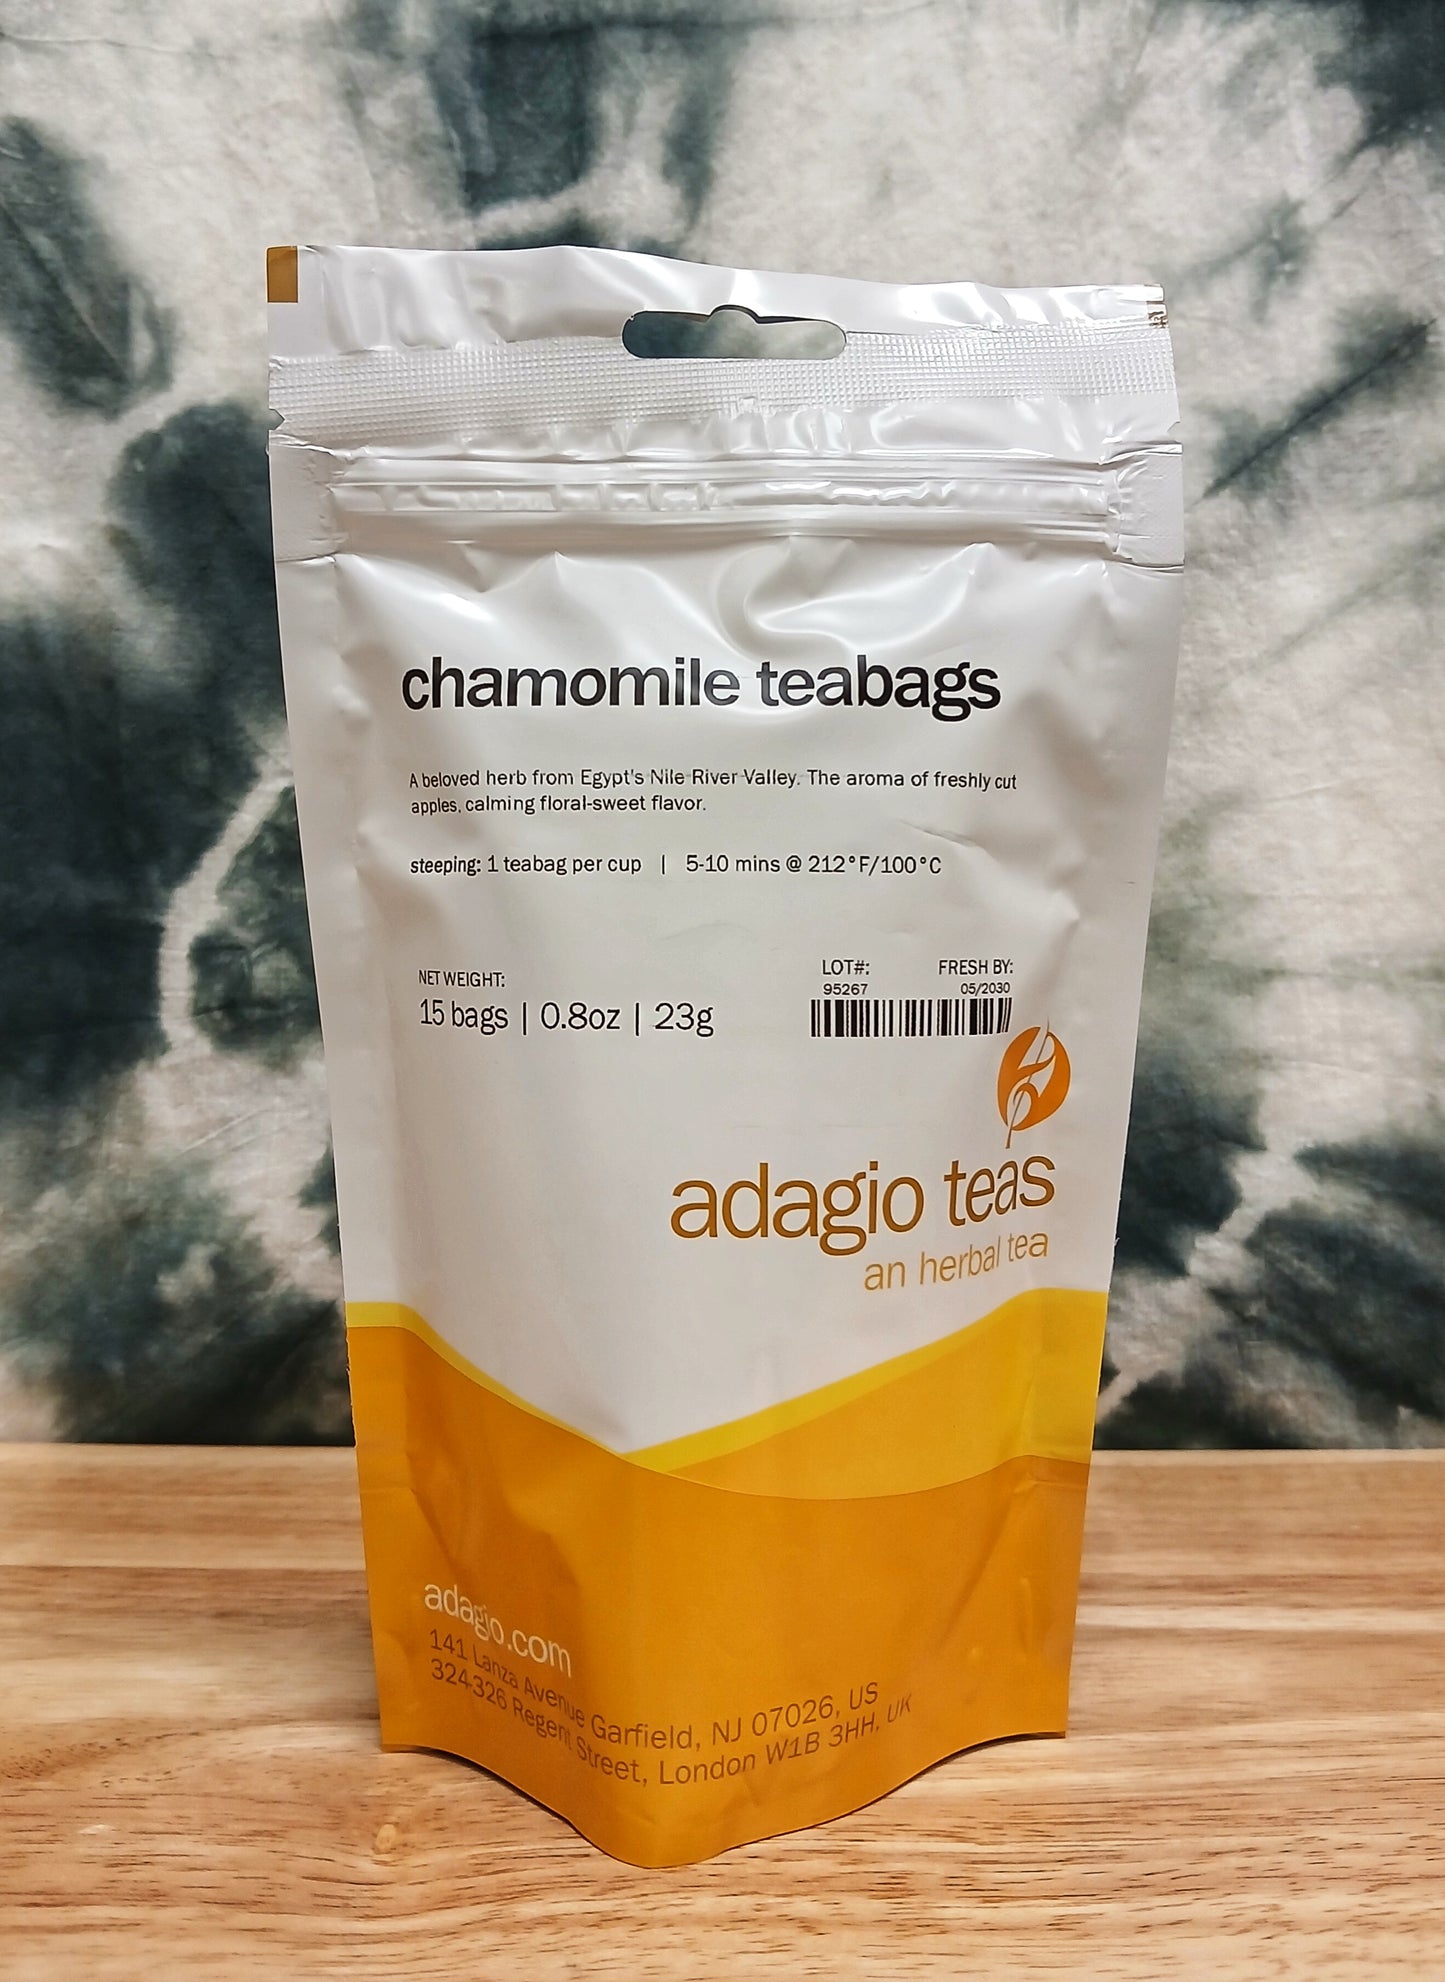 chamomile teabags
A beloved herb from Egypt's Nile River Valley. The aroma of freshly cut
apples, calming floral-sweet flavor.
steeping: 1 teabag per cup | 5-10 mins @ 212°F/100°C
NET WEIGHT:
15 bags | 0.8oz | 23g
LOT#: FRESH BY:
95267 05/2030
adagio teas
an herbal tea
adagio.com
141 Lanza Avenue Garfield, NJ 07026, US
324-326 Regent Street, London W1B 3HH, UK